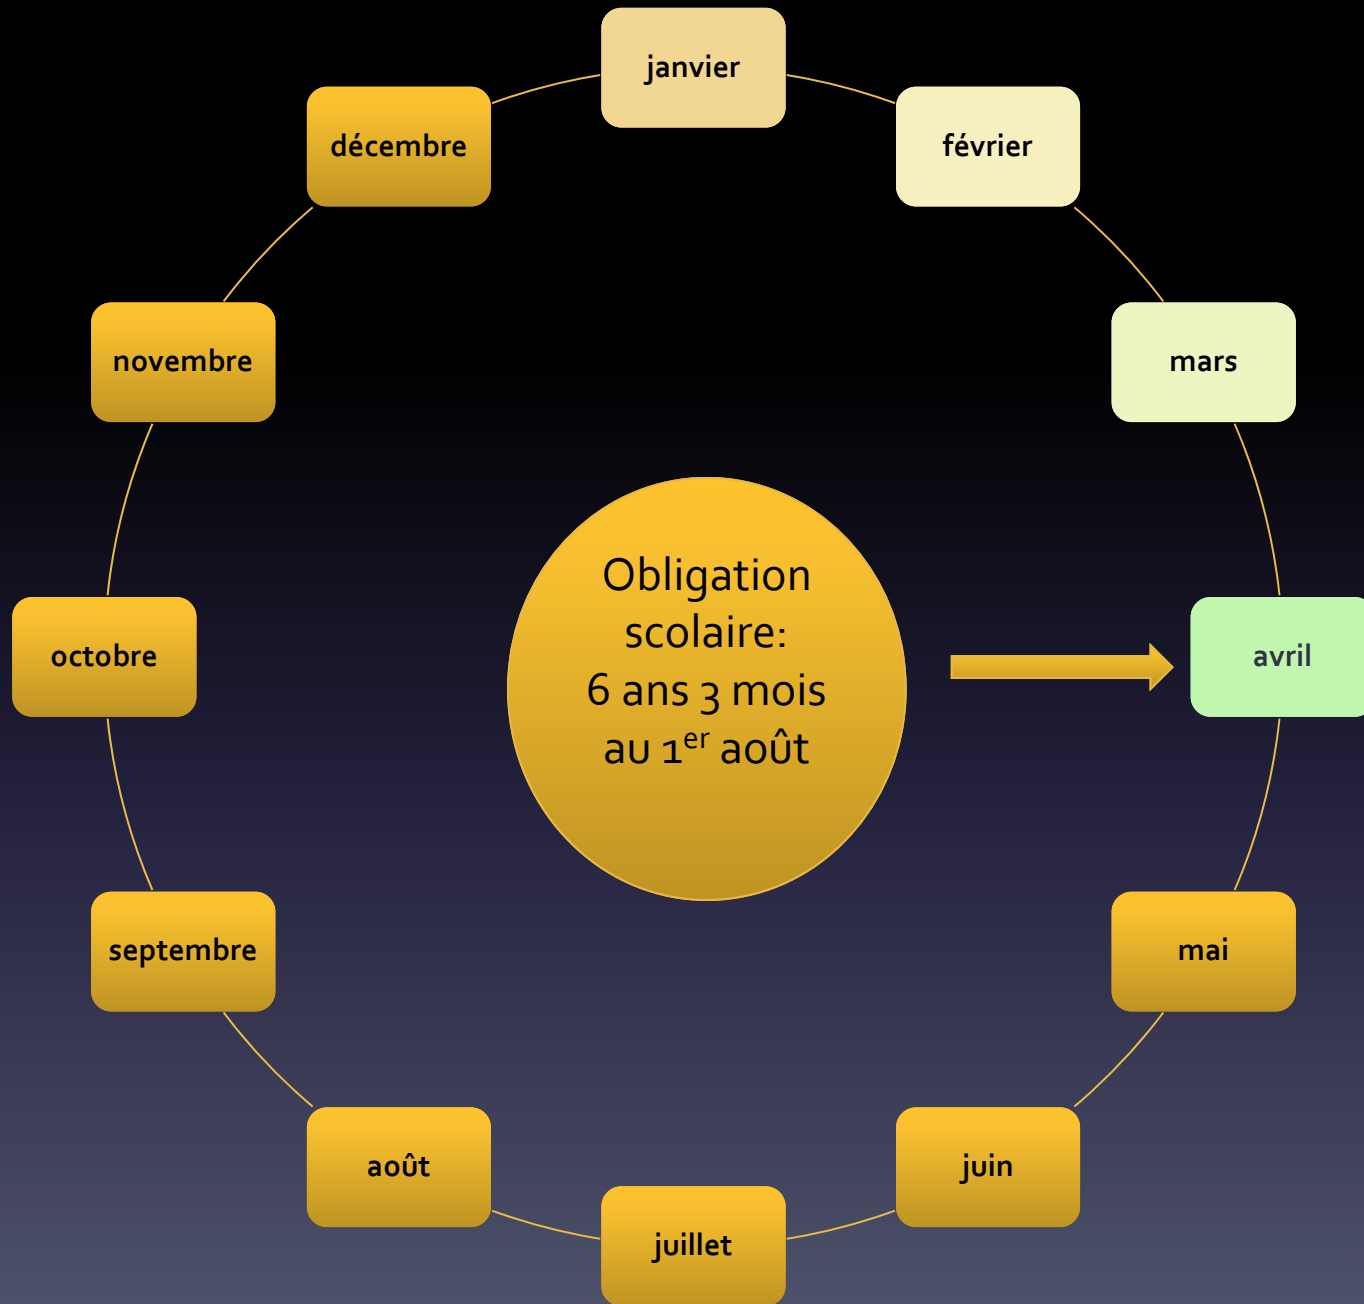 janvier
février
mars
avril
mai
juin
juillet
août
septembre
octobre
novembre
décembre
Obligation
scolaire:
6 ans 3 mois
au 1er août